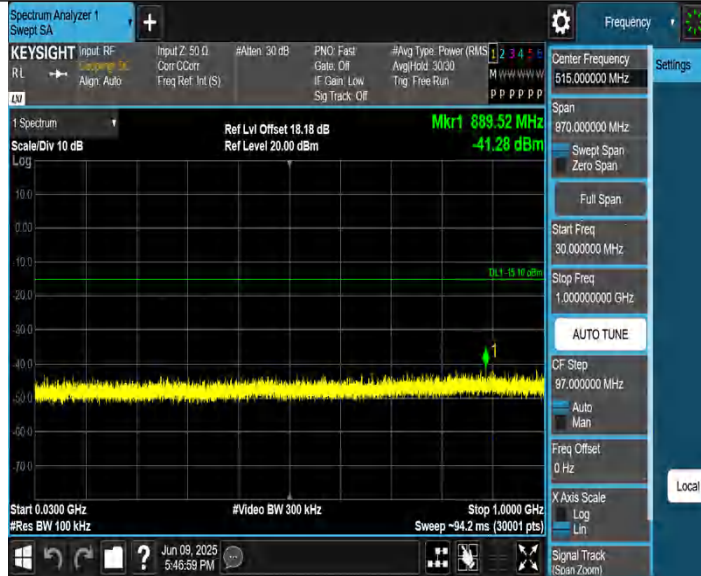 Spectrum Analyzer 1
Swept SA
+
Frequency
KEYSIGHT
Input: RF
Coupling: DC
Align: Auto
Input Z: 50 Ω
Corr CCorr
Freq Ref: Int (S)
#Atten: 30 dB
PNO: Fast
Gate: Off
IF Gain: Low
Sig Track: Off
#Avg Type: Power (RMS
Avg|Hold: 30/30
Trig: Free Run
1 2 3 4 5 6
M W W W W W
P P P P P P
R L
1 Spectrum
Scale/Div 10 dB
Log
Ref Lvl Offset 18.18 dB
Ref Level 20.00 dBm
Mkr1 889.52 MHz
-41.28 dBm
10.0
0.00
-10.0
DL1 -15.10 dBm
-20.0
-30.0
1
-40.0
-50.0
-60.0
-70.0
Start 0.0300 GHz
#Res BW 100 kHz
#Video BW 300 kHz
Stop 1.0000 GHz
Sweep ~94.2 ms (30001 pts)
?
Jun 09, 2025
5:46:59 PM
Center Frequency
515.000000 MHz
Span
970.000000 MHz
Swept Span
Zero Span
Full Span
Start Freq
30.000000 MHz
Stop Freq
1.000000000 GHz
AUTO TUNE
CF Step
97.000000 MHz
Auto
Man
Freq Offset
0 Hz
X Axis Scale
Log
Lin
Signal Track
(Span Zoom)
Settings
Local